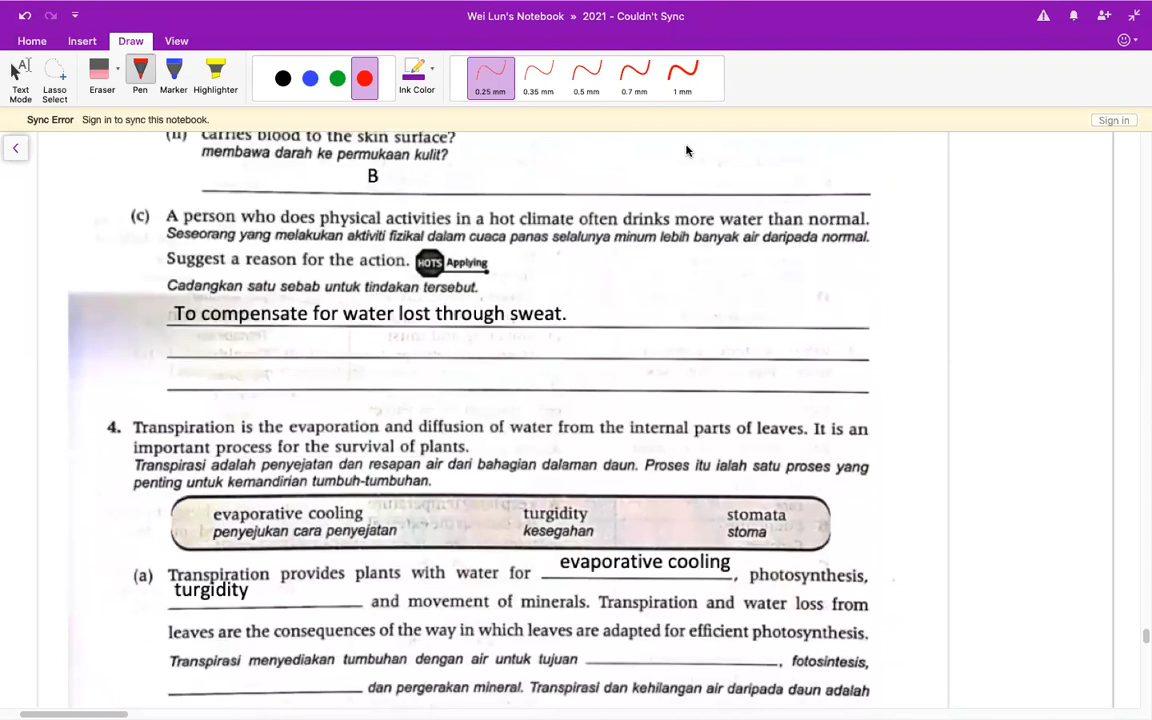 Wei Lun's Notebook » 2021 - Couldn't Sync
Home Insert Draw View
Text Mode
Lasso Select
Eraser
Pen
Marker
Highlighter
Ink Color
0.25 mm 0.35 mm 0.5 mm 0.7 mm 1 mm
Sync Error Sign in to sync this notebook.
Sign in
(ii) carries blood to the skin surface?
membawa darah ke permukaan kulit?
B
(c) A person who does physical activities in a hot climate often drinks more water than normal.
Seseorang yang melakukan aktiviti fizikal dalam cuaca panas selalunya minum lebih banyak air daripada normal.
Suggest a reason for the action. HOTS Applying
Cadangkan satu sebab untuk tindakan tersebut.
To compensate for water lost through sweat.
4. Transpiration is the evaporation and diffusion of water from the internal parts of leaves. It is an
important process for the survival of plants.
Transpirasi adalah penyejatan dan resapan air dari bahagian dalaman daun. Proses itu ialah satu proses yang
penting untuk kemandirian tumbuh-tumbuhan.
evaporative cooling turgidity stomata
penyejukan cara penyejatan kesegahan stoma
evaporative cooling
(a) Transpiration provides plants with water for ____, photosynthesis,
turgidity
____ and movement of minerals. Transpiration and water loss from
leaves are the consequences of the way in which leaves are adapted for efficient photosynthesis.
Transpirasi menyediakan tumbuhan dengan air untuk tujuan ____, fotosintesis,
____ dan pergerakan mineral. Transpirasi dan kehilangan air daripada daun adalah